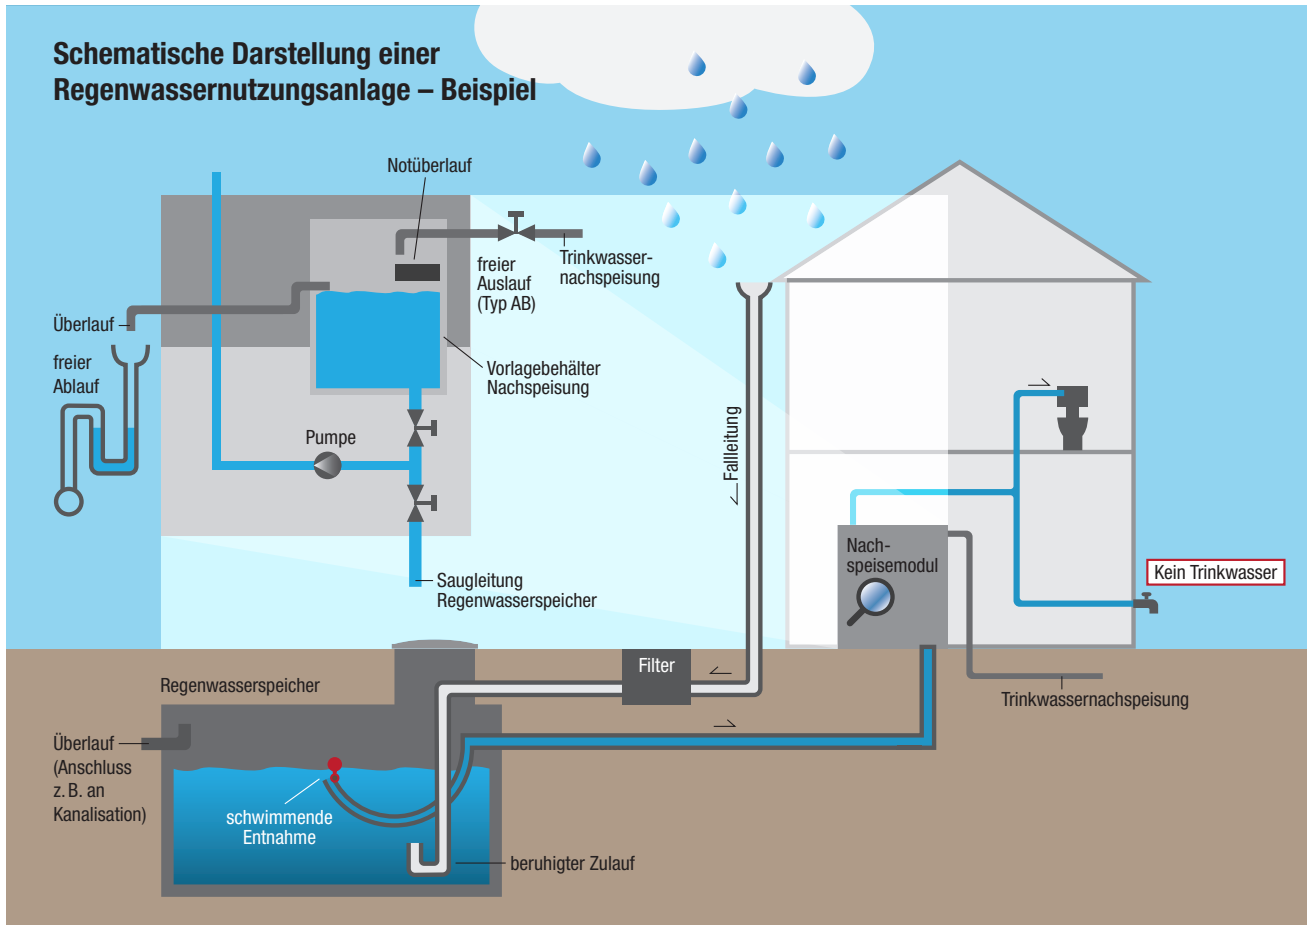 Schematische Darstellung einer
Regenwassernutzungsanlage – Beispiel
Notüberlauf
freier
Auslauf
(Typ AB)
Trinkwasser-
nachspeisung
Überlauf
freier
Ablauf
Vorlagebehälter
Nachspeisung
Pumpe
Saugleitung
Regenwasserspeicher
Fallleitung
Nach-
speisemodul
Kein Trinkwasser
Filter
Regenwasserspeicher
Trinkwassernachspeisung
Überlauf
(Anschluss
z. B. an
Kanalisation)
schwimmende
Entnahme
beruhigter Zulauf